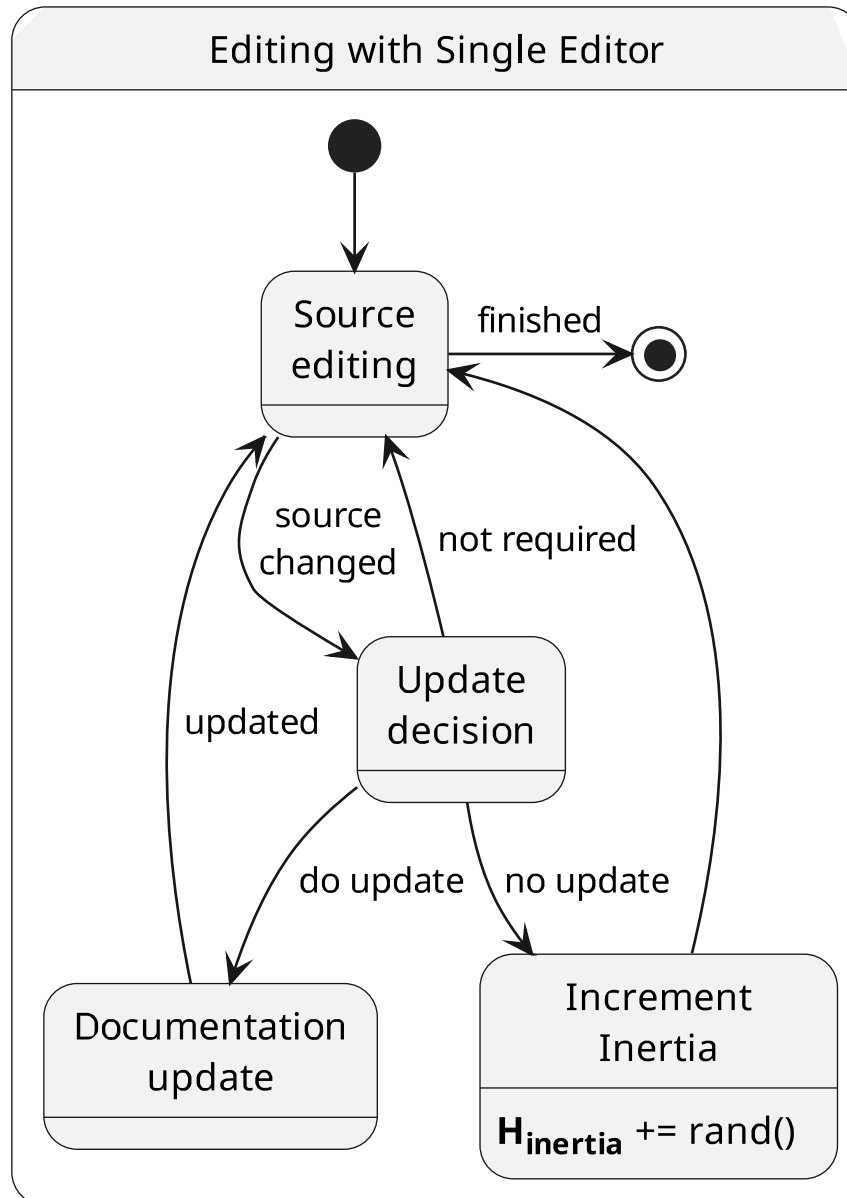 Editing with Single Editor
Source
editing
finished
source
changed
not required
Update
decision
updated
do update
no update
Documentation
update
Increment
Inertia
Hinertia += rand()